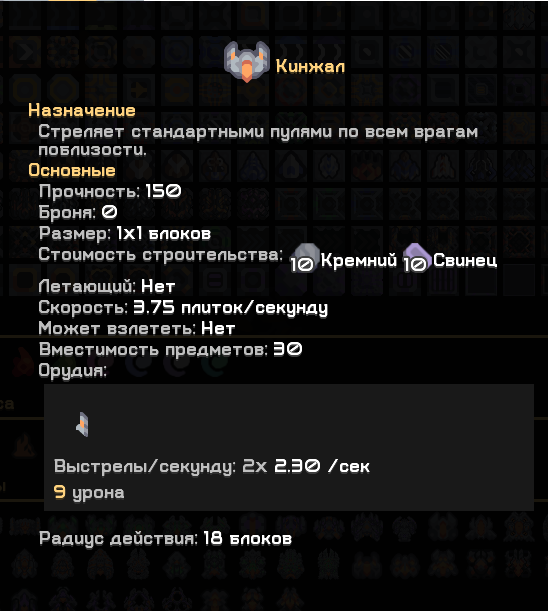 Кинжал
Назначение
Стреляет стандартными пулями по всем врагам
поблизости.
Основные
Прочность: 150
Броня: 0
Размер: 1x1 блоков
Стоимость строительства: 10 Кремний 10 Свинец
Летающий: Нет
Скорость: 3.75 плиток/секунду
Может взлететь: Нет
Вместимость предметов: 30
Орудия:
Выстрелы/секунду: 2x 2.30 /сек
9 урона
Радиус действия: 18 блоков